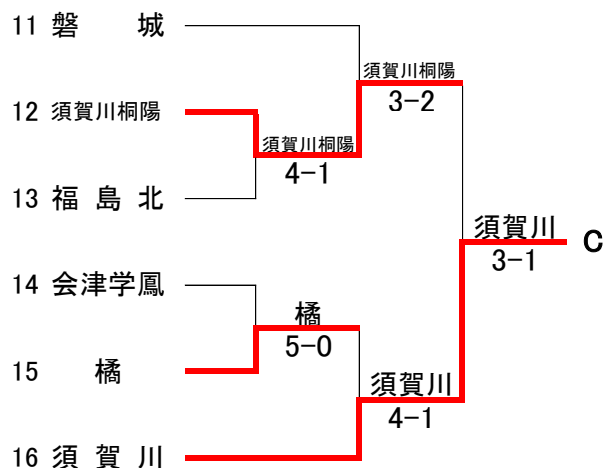 11 磐 城
須賀川桐陽
3-2
12 須賀川桐陽
須賀川桐陽
4-1
13 福 島 北
須賀川
3-1
C
14 会津学鳳
橘
5-0
15 橘
須賀川
4-1
16 須 賀 川